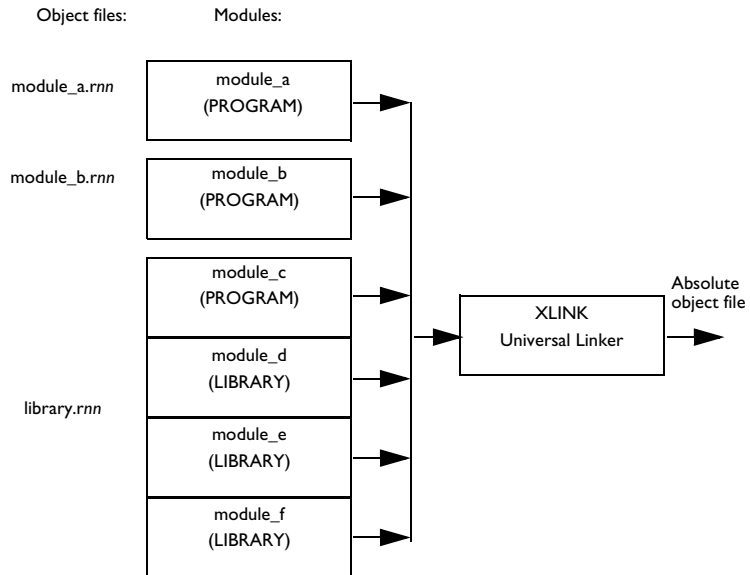 Object files:
Modules:
module_a.rnn
module_a
(PROGRAM)
module_b.rnn
module_b
(PROGRAM)
module_c
(PROGRAM)
module_d
(LIBRARY)
library.rnn
module_e
(LIBRARY)
module_f
(LIBRARY)
XLINK
Universal Linker
Absolute
object file